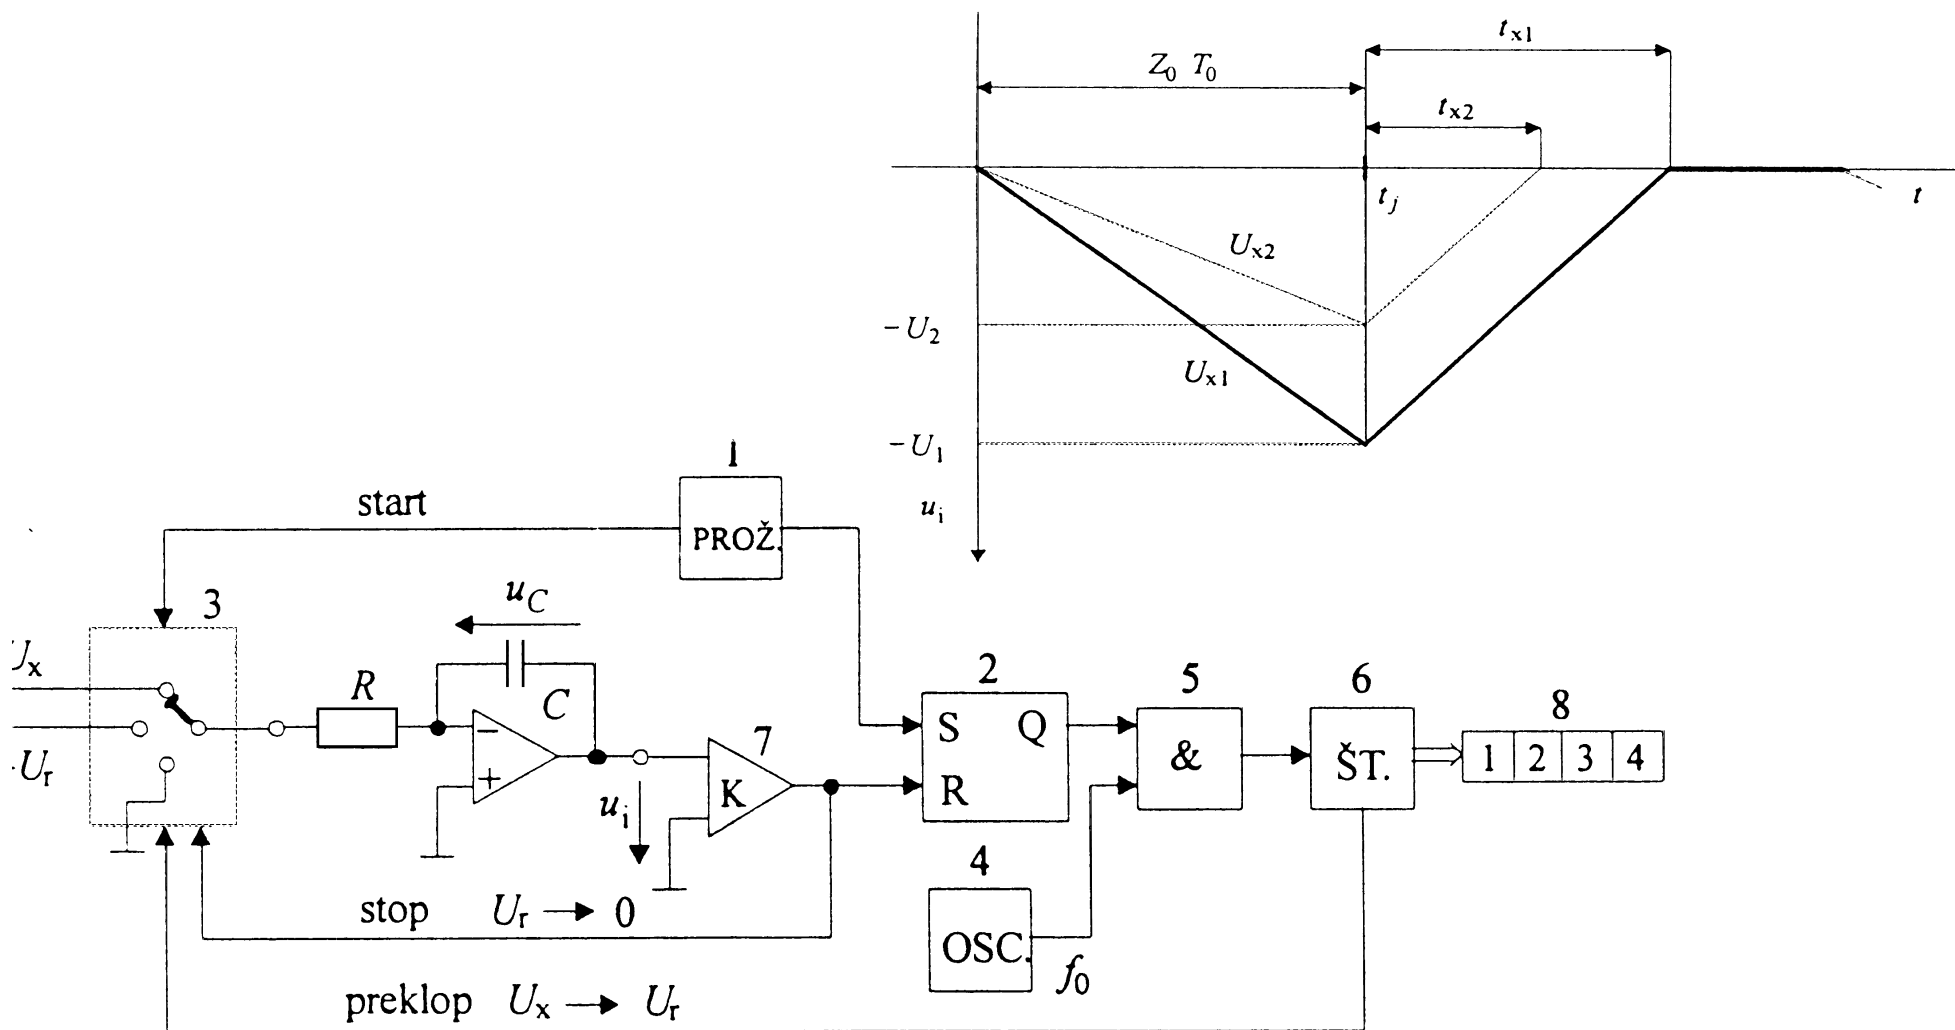 t_x1
Z_0 T_0
t_x2
t_j
t
U_x2
-U_2
U_x1
-U_1
u_i
1
start
PROŽ.
3
u_C
U_x
R
C
7
2
5
6
8
S Q
&
ŠT.
1 2 3 4
U_r
K
R
u_i
4
stop U_r → 0
OSC.
f_0
preklop U_x → U_r